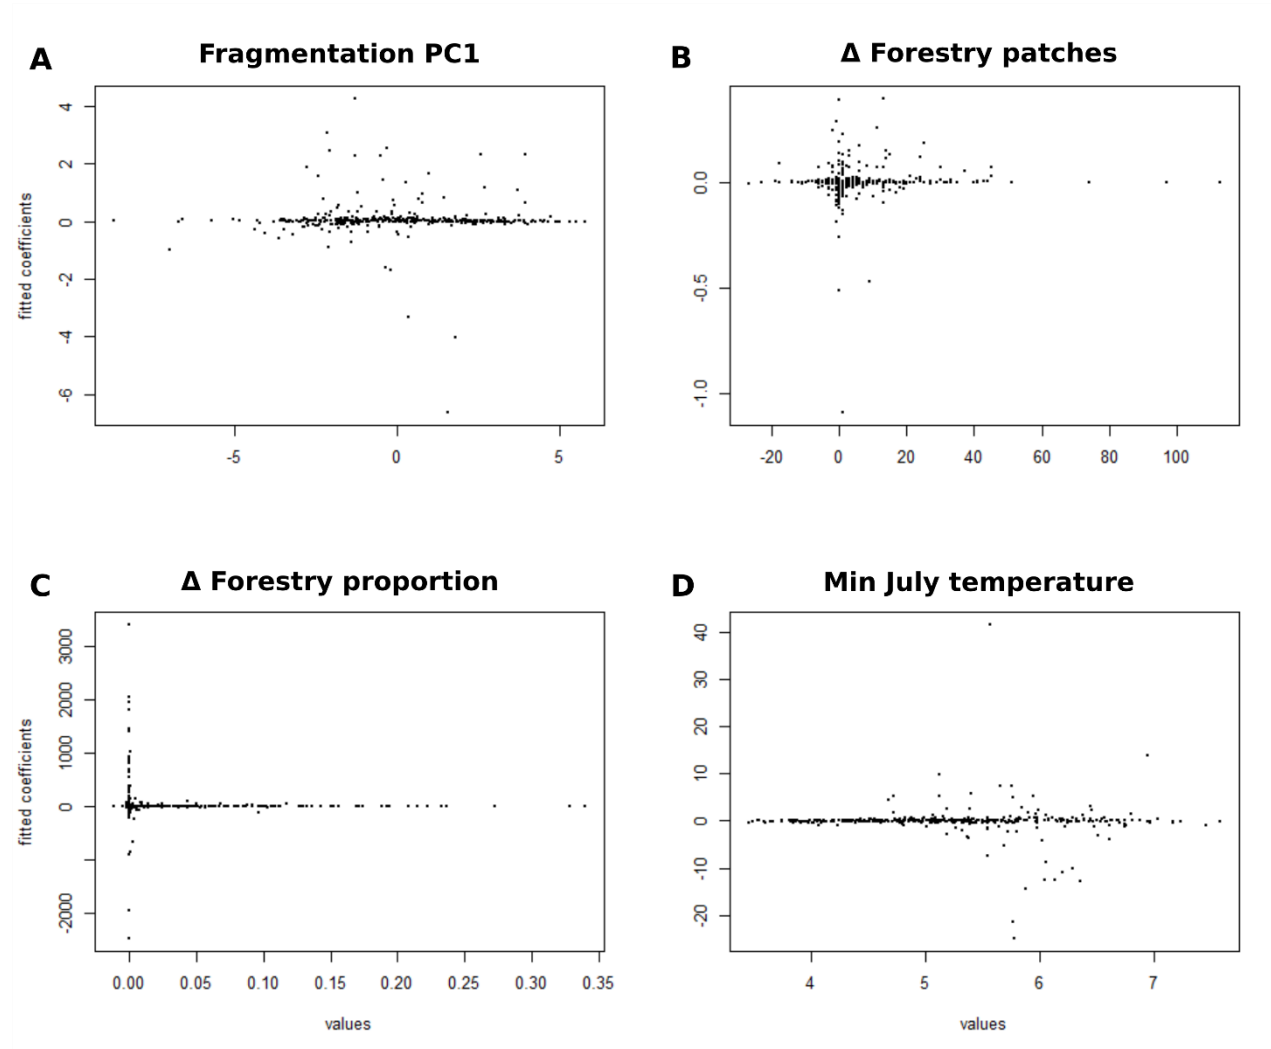 A Fragmentation PC1
4
2
0
-2
-4
-6
fitted coefficients
-5 0 5
B Δ Forestry patches
0.0
-0.5
-1.0
-20 0 20 40 60 80 100
C Δ Forestry proportion
3000
2000
1000
0
-2000
fitted coefficients
0.00 0.05 0.10 0.15 0.20 0.25 0.30 0.35
values
D Min July temperature
40
30
20
10
0
-10
-20
4 5 6 7
values